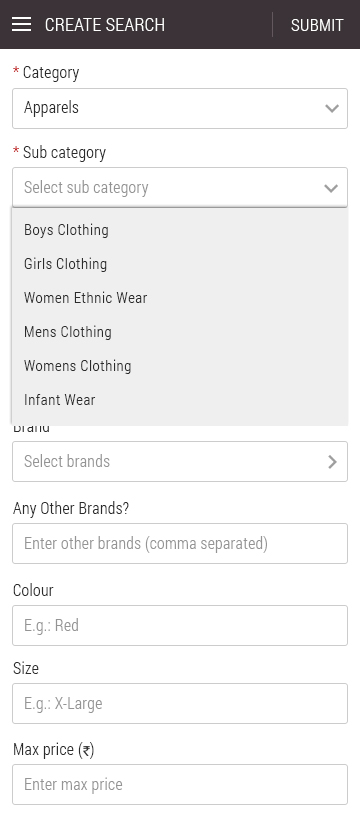 CREATE SEARCH
SUBMIT
* Category
Apparels
* Sub category
Select sub category
Boys Clothing
Girls Clothing
Women Ethnic Wear
Mens Clothing
Womens Clothing
Infant Wear
Brand
Select brands
Any Other Brands?
Enter other brands (comma separated)
Colour
E.g.: Red
Size
E.g.: X-Large
Max price (₹)
Enter max price